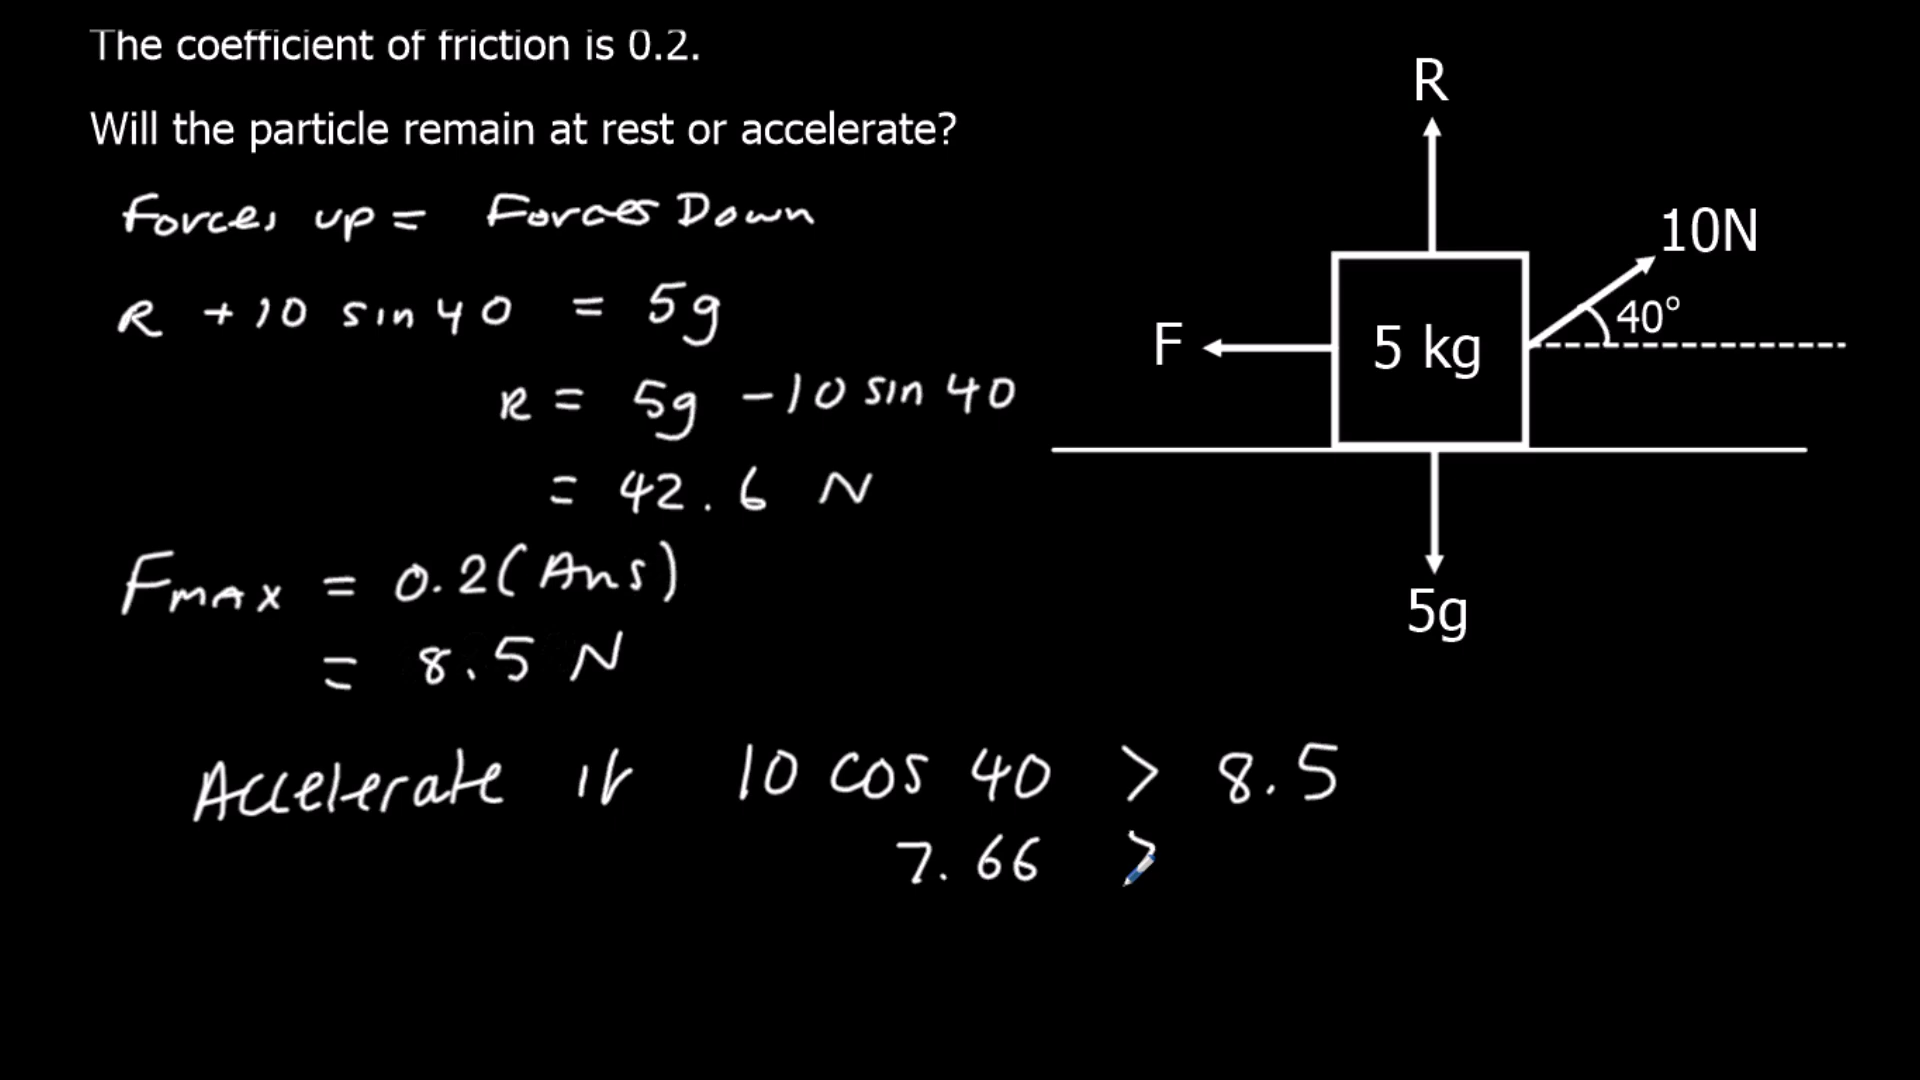 The coefficient of friction is 0.2.
Will the particle remain at rest or accelerate?
Forces up = Forces Down
R + 10 sin 40 = 5g
R = 5g - 10 sin 40
= 42.6 N
FMAX = 0.2(Ans)
= 8.5 N
Accelerate if 10 cos 40 > 8.5
7.66 >
R
10N
40°
F
5 kg
5g